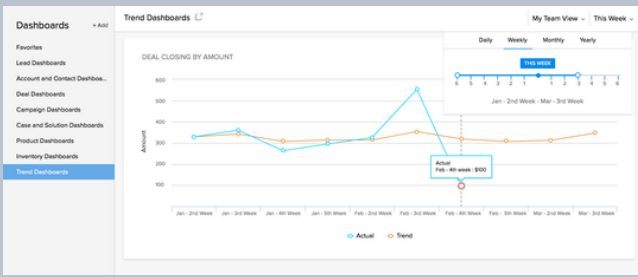 Dashboards + Add
Favorites
Lead Dashboards
Account and Contact Dashboa...
Deal Dashboards
Campaign Dashboards
Case and Solution Dashboards
Product Dashboards
Inventory Dashboards
Trend Dashboards
Trend Dashboards
My Team View This Week
Daily Weekly Monthly Yearly
THIS WEEK
6 5 4 3 2 1 1 2 3 4 5 6
Jan - 2nd Week - Mar - 3rd Week
DEAL CLOSING BY AMOUNT
Amount
600
500
400
300
200
100
Actual
Feb - 4th week : $100
Jan - 2nd Week Jan - 3rd Week Jan - 4th Week Jan - 5th Week Feb - 2nd Week Feb - 3rd Week Feb - 4th Week Feb - 5th Week Mar - 2nd Week Mar - 3rd Week
Actual Trend